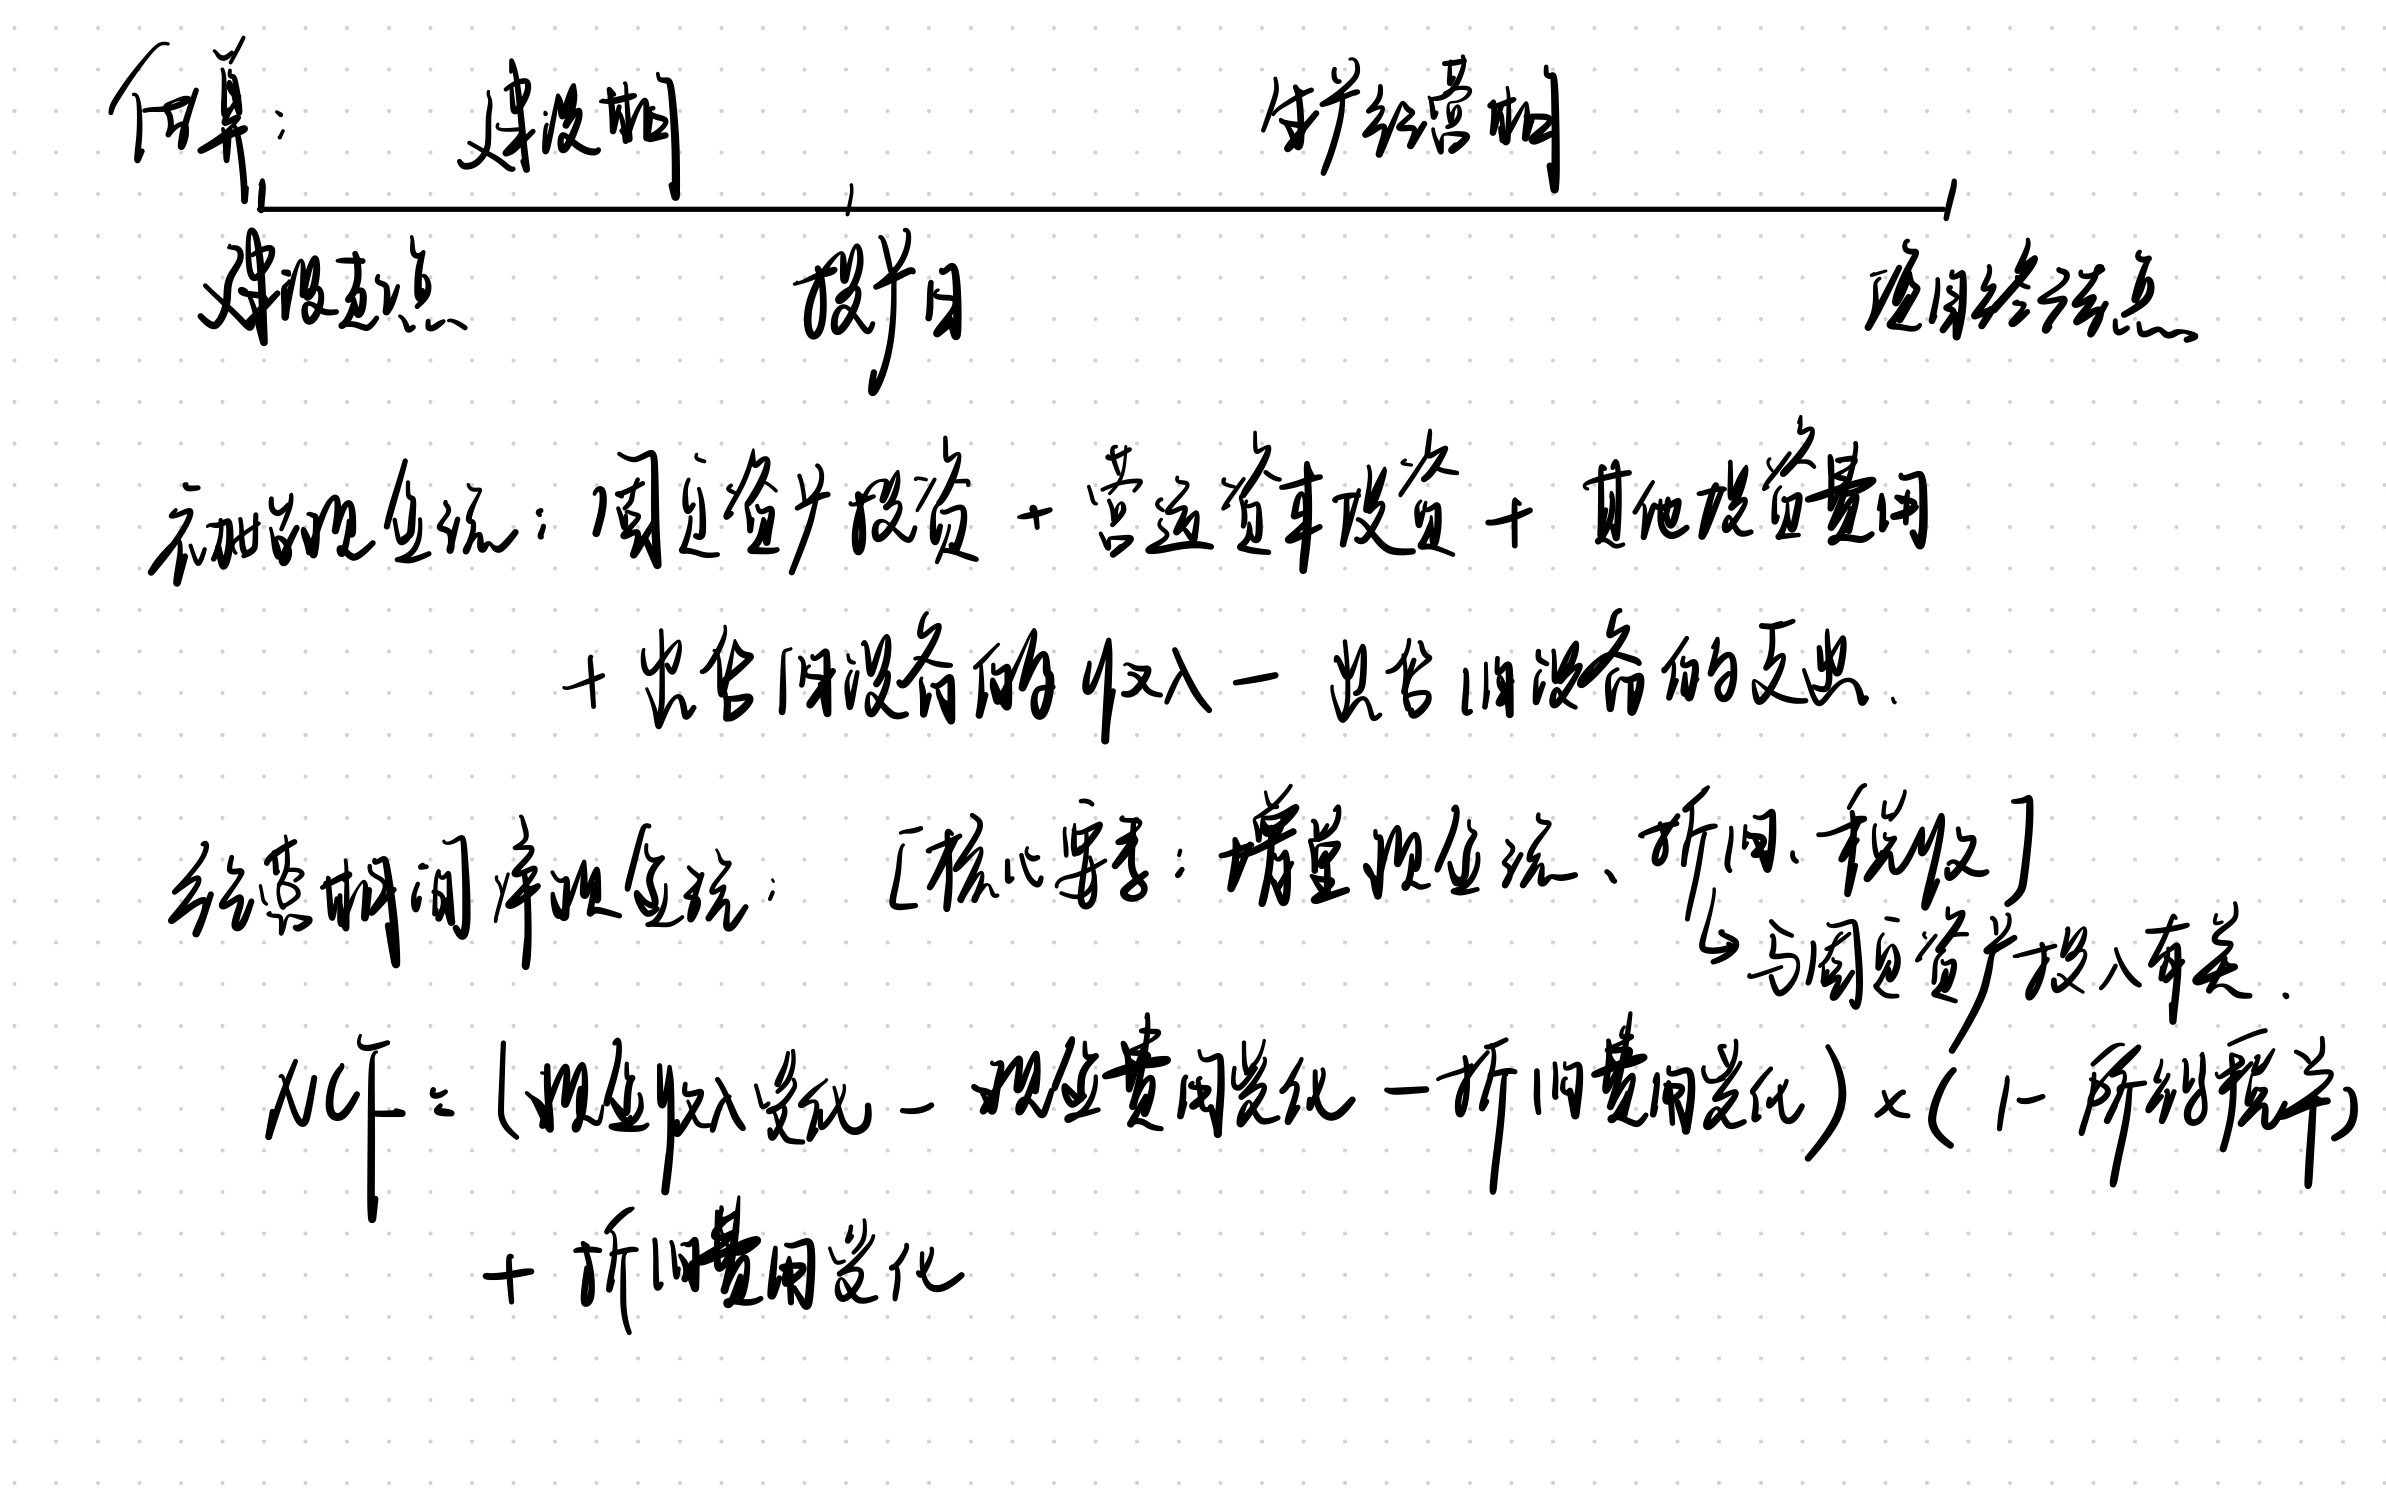 估算：
建设期
生产经营期
建设起点
投产日
项目终结点
初始现金流：固定资产投资 + 营运资本投资 + 其他投资费用
+ 出售旧设备的收入 - 出售旧设备的
经营期间净现金流：[核心要素：增量现金流、折旧、税收]
↳ 与固定资产投入有关.
NCF = (现金收入变化 - 现金费用变化 - 折旧费用变化) × (1 - 所得税率)
+ 折旧费用变化